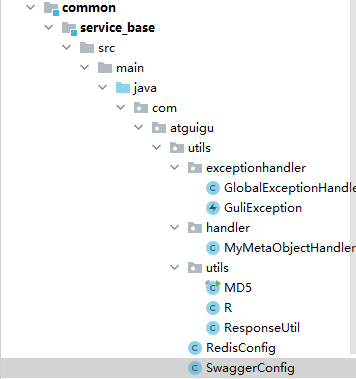 common
service_base
src
main
java
com
atguigu
utils
exceptionhandler
GlobalExceptionHandle
GuliException
handler
MyMetaObjectHandler
utils
MD5
R
ResponseUtil
RedisConfig
SwaggerConfig